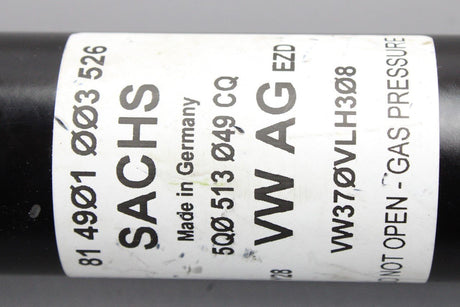 81 49Ø1 ØØ3 526
SACHS
Made in Germany
5QØ 513 Ø49 CQ
VW AG EZD
28
VW37ØVLH3Ø8
NOT OPEN - GAS PRESSURE